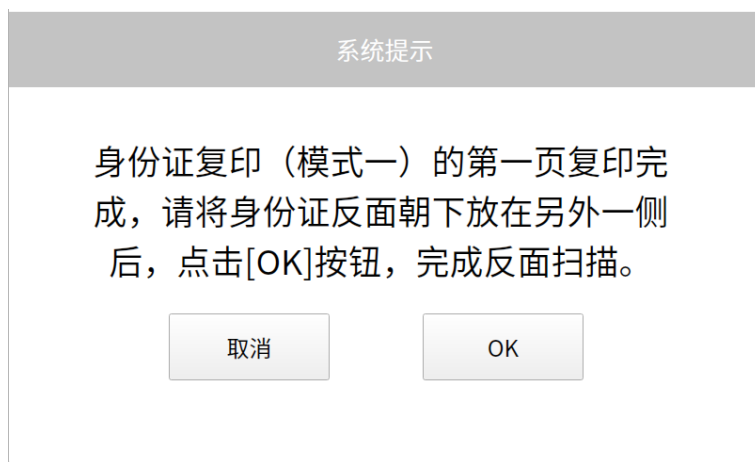 系统提示
身份证复印（模式一）的第一页复印完
成，请将身份证反面朝下放在另外一侧
后，点击[OK]按钮，完成反面扫描。
取消
OK